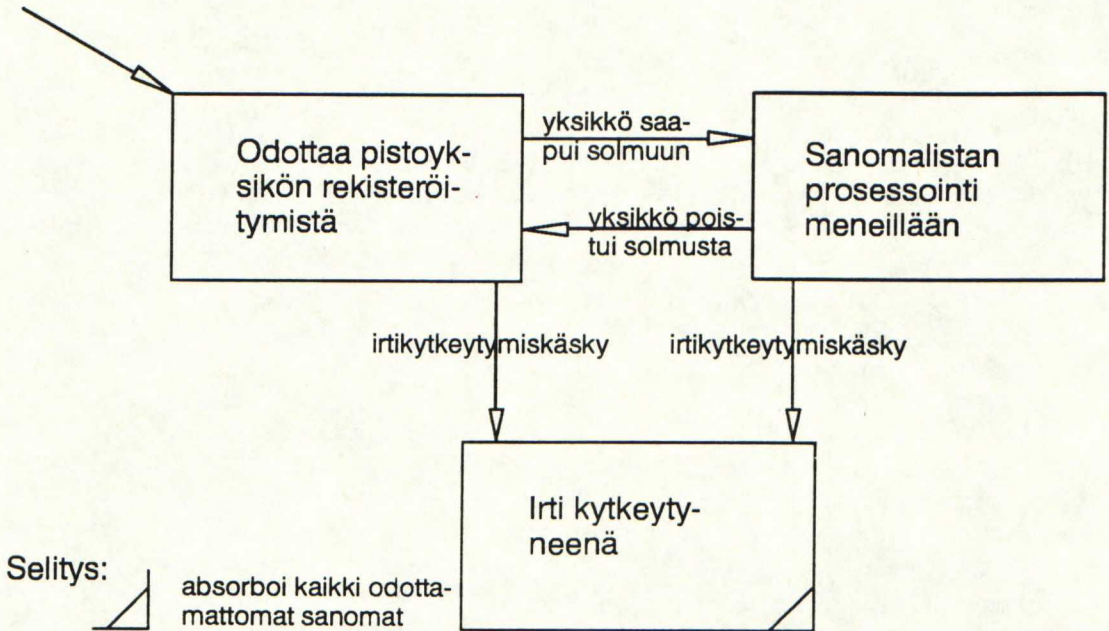 Odottaa pistoyk-
sikön rekisteröi-
tymistä
yksikkö saa-
pui solmuun
yksikkö pois-
tui solmusta
Sanomalistan
prosessointi
meneillään
irtikytkeytymiskäsky
irtikytkeytymiskäsky
Irti kytkeyty-
neenä
Selitys:
absorboi kaikki odotta-
mattomat sanomat